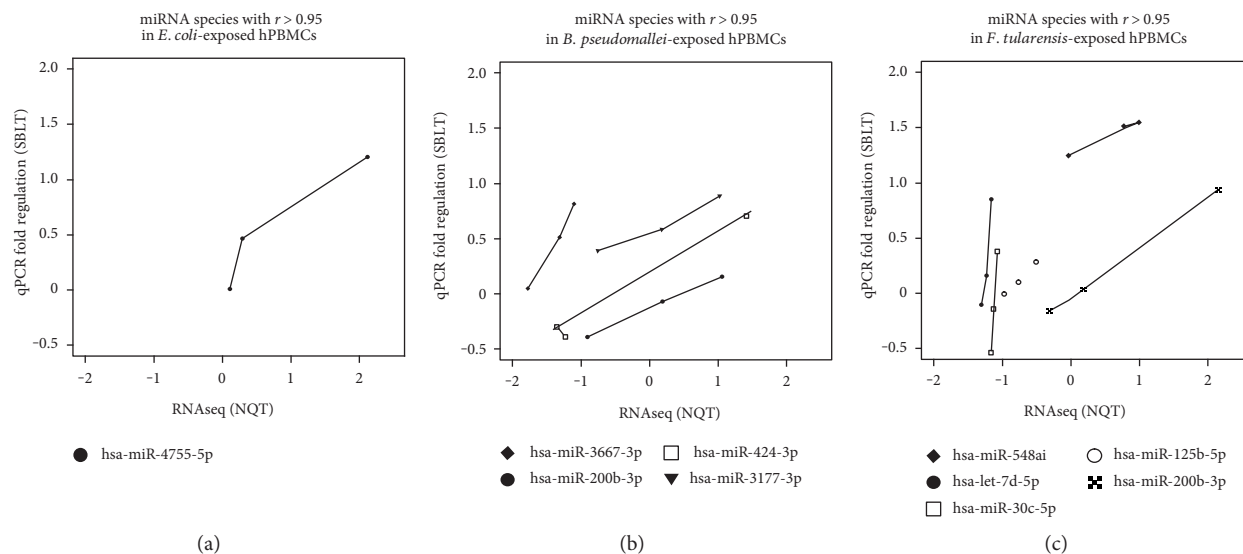 miRNA species with r > 0.95
in E. coli-exposed hPBMCs
2.0
1.5
1.0
0.5
0
−0.5
qPCR fold regulation (SBLT)
−2
−1
0
1
2
RNAseq (NQT)
hsa-miR-4755-5p
(a)
miRNA species with r > 0.95
in B. pseudomallei-exposed hPBMCs
2.0
1.5
1.0
0.5
0
−0.5
qPCR fold regulation (SBLT)
−2
−1
0
1
2
RNAseq (NQT)
hsa-miR-3667-3p
hsa-miR-200b-3p
hsa-miR-424-3p
hsa-miR-3177-3p
(b)
miRNA species with r > 0.95
in F. tularensis-exposed hPBMCs
2.0
1.5
1.0
0.5
0
−0.5
qPCR fold regulation (SBLT)
−2
−1
0
1
2
RNAseq (NQT)
hsa-miR-548ai
hsa-let-7d-5p
hsa-miR-30c-5p
hsa-miR-125b-5p
hsa-miR-200b-3p
(c)